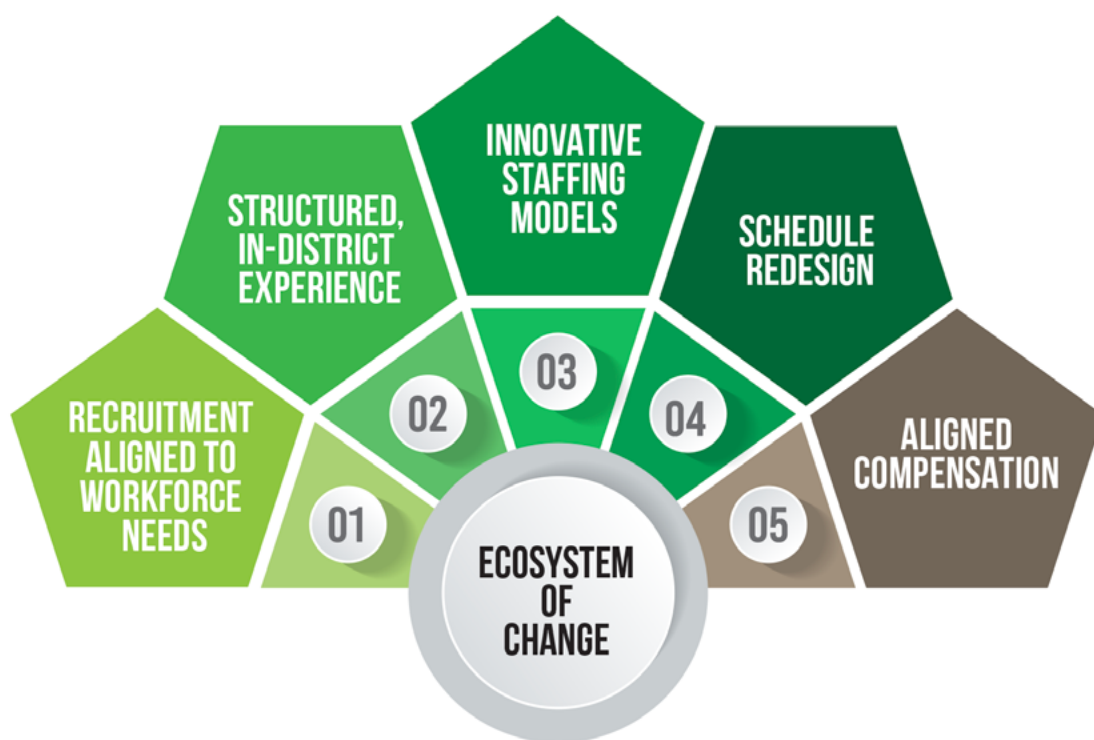 01
RECRUITMENT
ALIGNED TO
WORKFORCE
NEEDS
02
STRUCTURED,
IN-DISTRICT
EXPERIENCE
03
INNOVATIVE
STAFFING
MODELS
04
SCHEDULE
REDESIGN
05
ALIGNED
COMPENSATION
ECOSYSTEM
OF
CHANGE